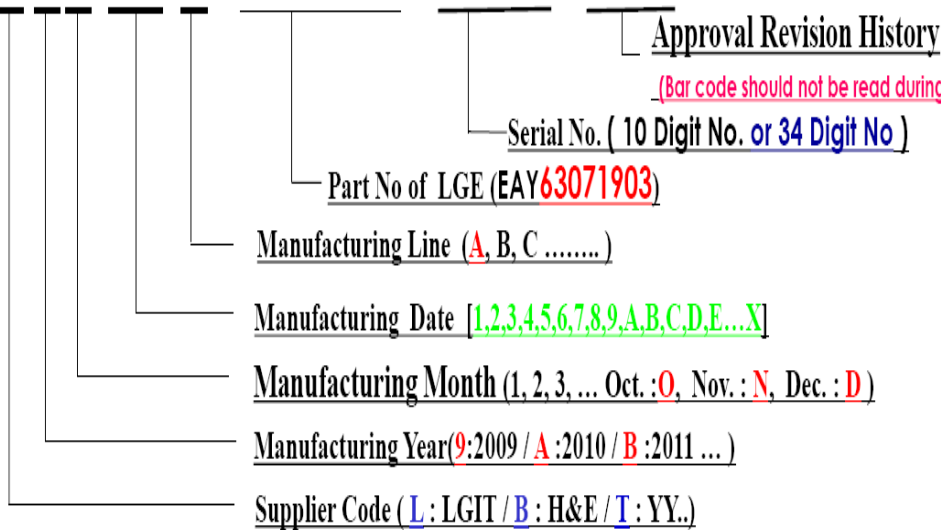 Approval Revision History
(Bar code should not be read during
Serial No. ( 10 Digit No. or 34 Digit No )
Part No of LGE (EAY63071903)
Manufacturing Line (A, B, C …….. )
Manufacturing Date [1,2,3,4,5,6,7,8,9,A,B,C,D,E…X]
Manufacturing Month (1, 2, 3, … Oct. :O, Nov. : N, Dec. : D )
Manufacturing Year(9:2009 / A :2010 / B :2011 … )
Supplier Code ( L : LGIT / B : H&E / T : YY..)